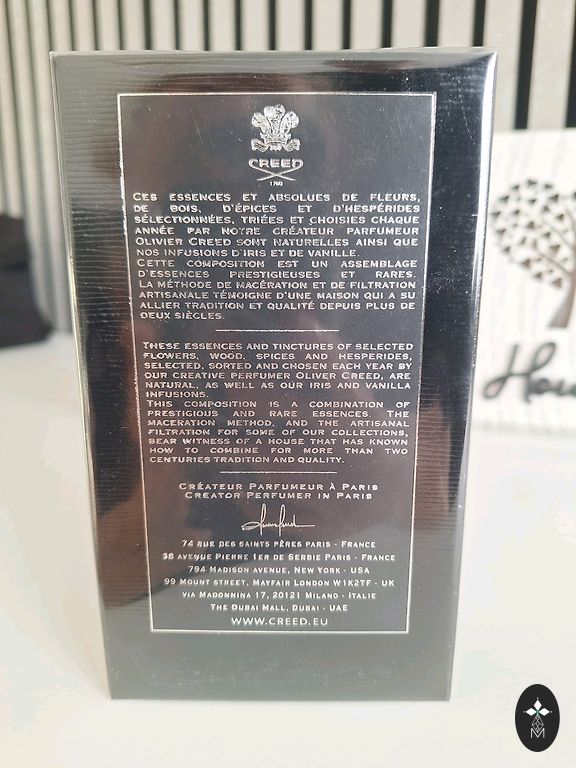 CREED
1760
CES ESSENCES ET ABSOLUES DE FLEURS,
DE BOIS, D'ÉPICES ET D'HESPÉRIDES
SÉLECTIONNÉES, TRIÉES ET CHOISIES CHAQUE
ANNÉE PAR NOTRE CRÉATEUR PARFUMEUR
OLIVIER CREED SONT NATURELLES AINSI QUE
NOS INFUSIONS D'IRIS ET DE VANILLE.
CETTE COMPOSITION EST UN ASSEMBLAGE
D'ESSENCES PRESTIGIEUSES ET RARES.
LA MÉTHODE DE MACÉRATION ET DE FILTRATION
ARTISANALE TÉMOIGNE D'UNE MAISON QUI A SU
ALLIER TRADITION ET QUALITÉ DEPUIS PLUS DE
DEUX SIÈCLES.
THESE ESSENCES AND TINCTURES OF SELECTED
FLOWERS, WOOD, SPICES AND HESPERIDES,
SELECTED, SORTED AND CHOSEN EACH YEAR BY
OUR CREATIVE PERFUMER OLIVER CREED, ARE
NATURAL, AS WELL AS OUR IRIS AND VANILLA
INFUSIONS.
THIS COMPOSITION IS A COMBINATION OF
PRESTIGIOUS AND RARE ESSENCES. THE
MACERATION METHOD, AND THE ARTISANAL
FILTRATION FOR SOME OF OUR COLLECTIONS,
BEAR WITNESS OF A HOUSE THAT HAS KNOWN
HOW TO COMBINE FOR MORE THAN TWO
CENTURIES TRADITION AND QUALITY.
CRÉATEUR PARFUMEUR À PARIS
CREATOR PERFUMER IN PARIS
74 RUE DES SAINTS PÈRES PARIS · FRANCE
38 AVENUE PIERRE 1ER DE SERBIE PARIS · FRANCE
794 MADISON AVENUE, NEW YORK · USA
99 MOUNT STREET, MAYFAIR LONDON W1K2TF · UK
VIA MADONNINA 17, 20121 MILANO · ITALIE
THE DUBAI MALL, DUBAI · UAE
WWW.CREED.EU
M